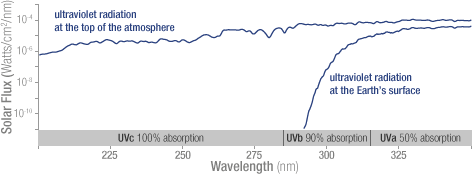 ultraviolet radiation
at the top of the atmosphere
Solar Flux (Watts/cm²/nm)
10⁻⁴
10⁻⁶
10⁻⁸
10⁻¹⁰
ultraviolet radiation
at the Earth's surface
UVc 100% absorption
UVb 90% absorption
UVa 50% absorption
225
250
275
300
325
Wavelength (nm)